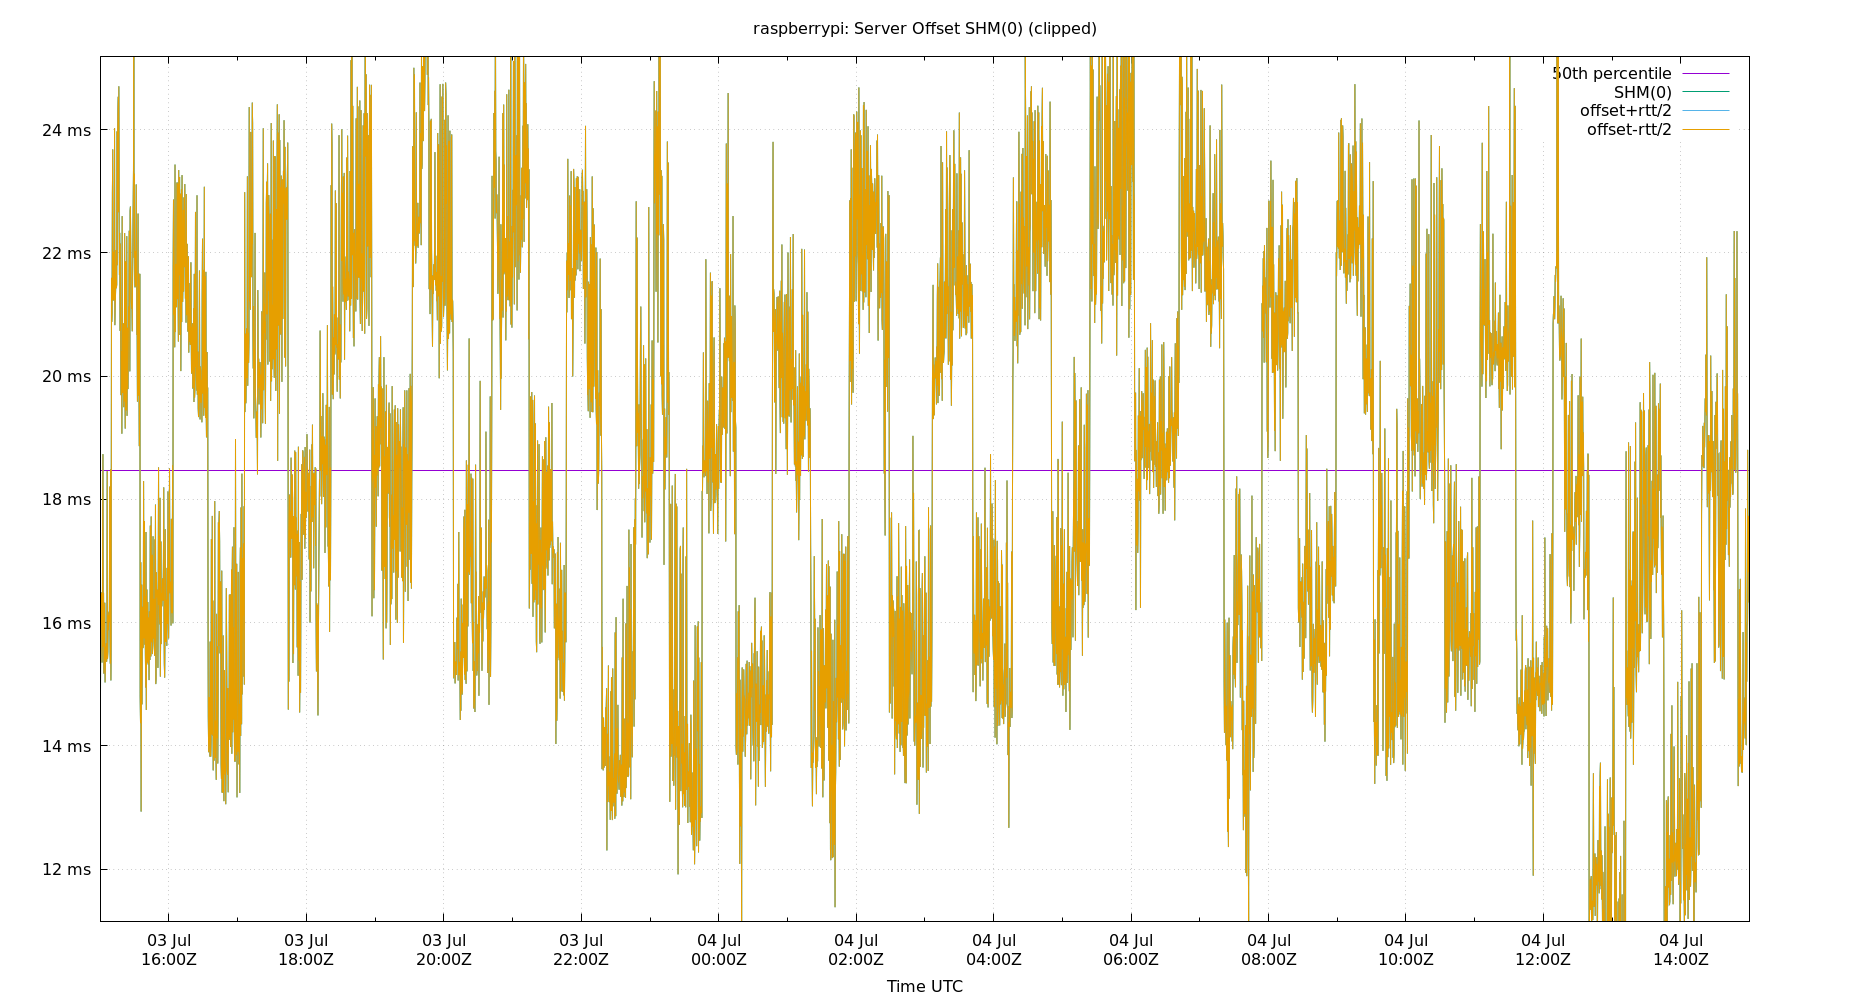 raspberrypi: Server Offset SHM(0) (clipped)
50th percentile
SHM(0)
offset+rtt/2
offset-rtt/2
24 ms
22 ms
20 ms
18 ms
16 ms
14 ms
12 ms
03 Jul 03 Jul 03 Jul 03 Jul 04 Jul 04 Jul 04 Jul 04 Jul 04 Jul 04 Jul 04 Jul 04 Jul
16:00Z 18:00Z 20:00Z 22:00Z 00:00Z 02:00Z 04:00Z 06:00Z 08:00Z 10:00Z 12:00Z 14:00Z
Time UTC